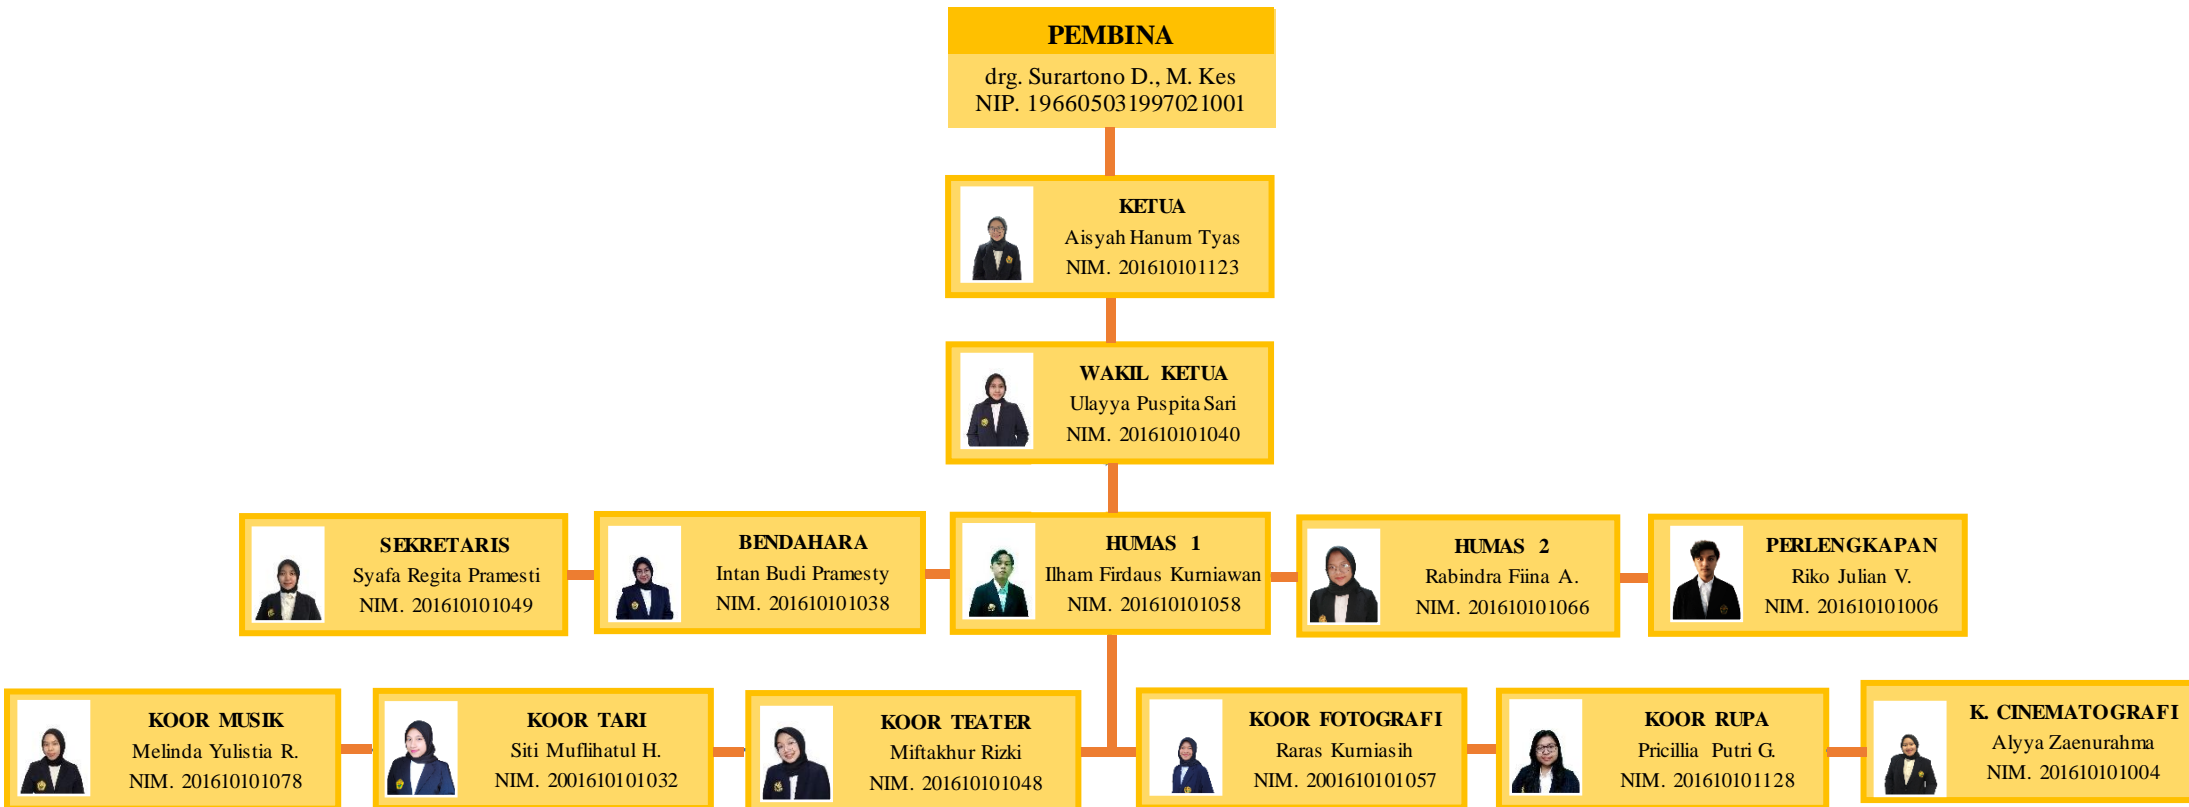 PEMBINA
drg. Surartono D., M. Kes
NIP. 196605031997021001
KETUA
Aisyah Hanum Tyas
NIM. 201610101123
WAKIL KETUA
Ulayya Puspita Sari
NIM. 201610101040
SEKRETARIS
Syafa Regita Pramesti
NIM. 201610101049
BENDAHARA
Intan Budi Pramesty
NIM. 201610101038
HUMAS 1
Ilham Firdaus Kurniawan
NIM. 201610101058
HUMAS 2
Rabindra Fiina A.
NIM. 201610101066
PERLENGKAPAN
Riko Julian V.
NIM. 201610101006
KOOR MUSIK
Melinda Yulistia R.
NIM. 201610101078
KOOR TARI
Siti Muflihatul H.
NIM. 2001610101032
KOOR TEATER
Miftakhur Rizki
NIM. 201610101048
KOOR FOTOGRAFI
Raras Kurniasih
NIM. 2001610101057
KOOR RUPA
Pricillia Putri G.
NIM. 201610101128
K. CINEMATOGRAFI
Alyya Zaenurahma
NIM. 201610101004